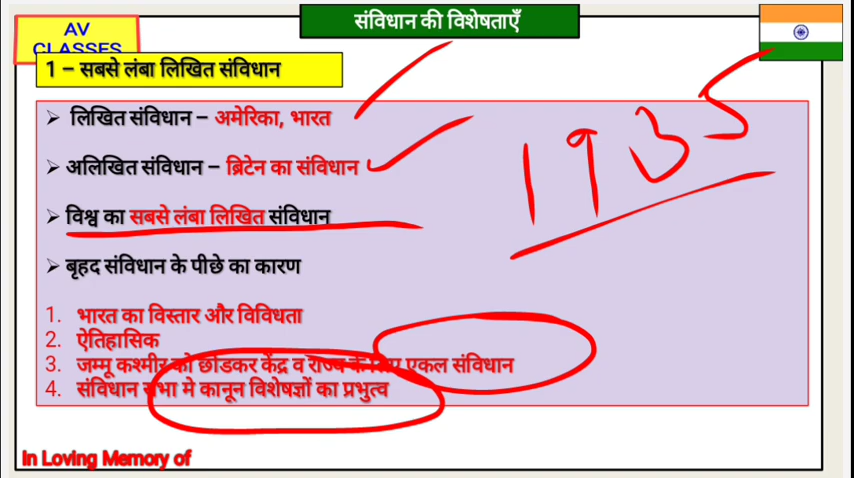 संविधान की विशेषताएँ
AV
CLASSES
1 – सबसे लंबा लिखित संविधान
➢ लिखित संविधान – अमेरिका, भारत
➢ अलिखित संविधान – ब्रिटेन का संविधान
➢ विश्व का सबसे लंबा लिखित संविधान
➢ बृहद संविधान के पीछे का कारण
1935
1. भारत का विस्तार और विविधता
2. ऐतिहासिक
3. जम्मू कश्मीर को छोडकर केंद्र व राज्य के लिए एकल संविधान
4. संविधान सभा मे कानून विशेषज्ञों का प्रभुत्व
In Loving Memory of